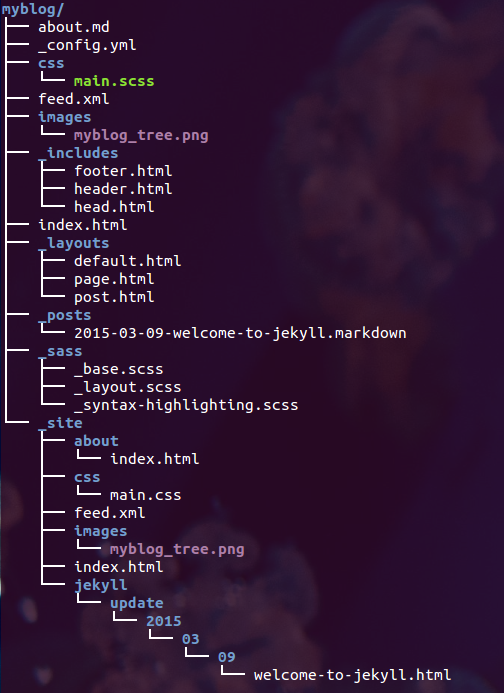 myblog/
about.md
_config.yml
css
main.scss
feed.xml
images
myblog_tree.png
_includes
footer.html
header.html
head.html
index.html
_layouts
default.html
page.html
post.html
_posts
2015-03-09-welcome-to-jekyll.markdown
_sass
_base.scss
_layout.scss
_syntax-highlighting.scss
_site
about
index.html
css
main.css
feed.xml
images
myblog_tree.png
index.html
jekyll
update
2015
03
09
welcome-to-jekyll.html